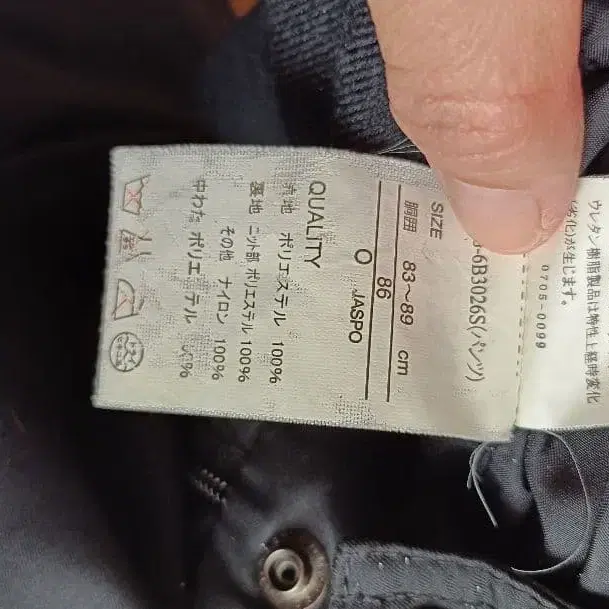 ウレタン樹脂製品は特性上経時変化
(劣化)が生じます。
0705-0099
-6B3026S(パンツ)
SIZE
胴囲 83～89 cm
86
O JASPO
QUALITY
表地 ポリエステル 100%
裏地 ニット部 ポリエステル 100%
その他 ナイロン 100%
中わた ポリエステル %